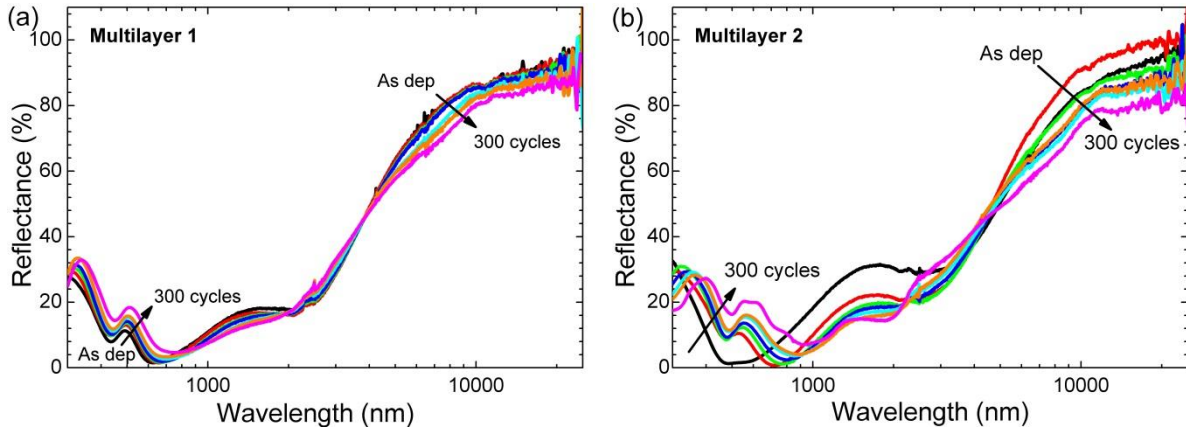 (a)
Multilayer 1
As dep
300 cycles
300 cycles
As dep
Reflectance (%)
100
80
60
40
20
0
1000
10000
Wavelength (nm)
(b)
Multilayer 2
As dep
300 cycles
300 cycles
Reflectance (%)
100
80
60
40
20
0
1000
10000
Wavelength (nm)